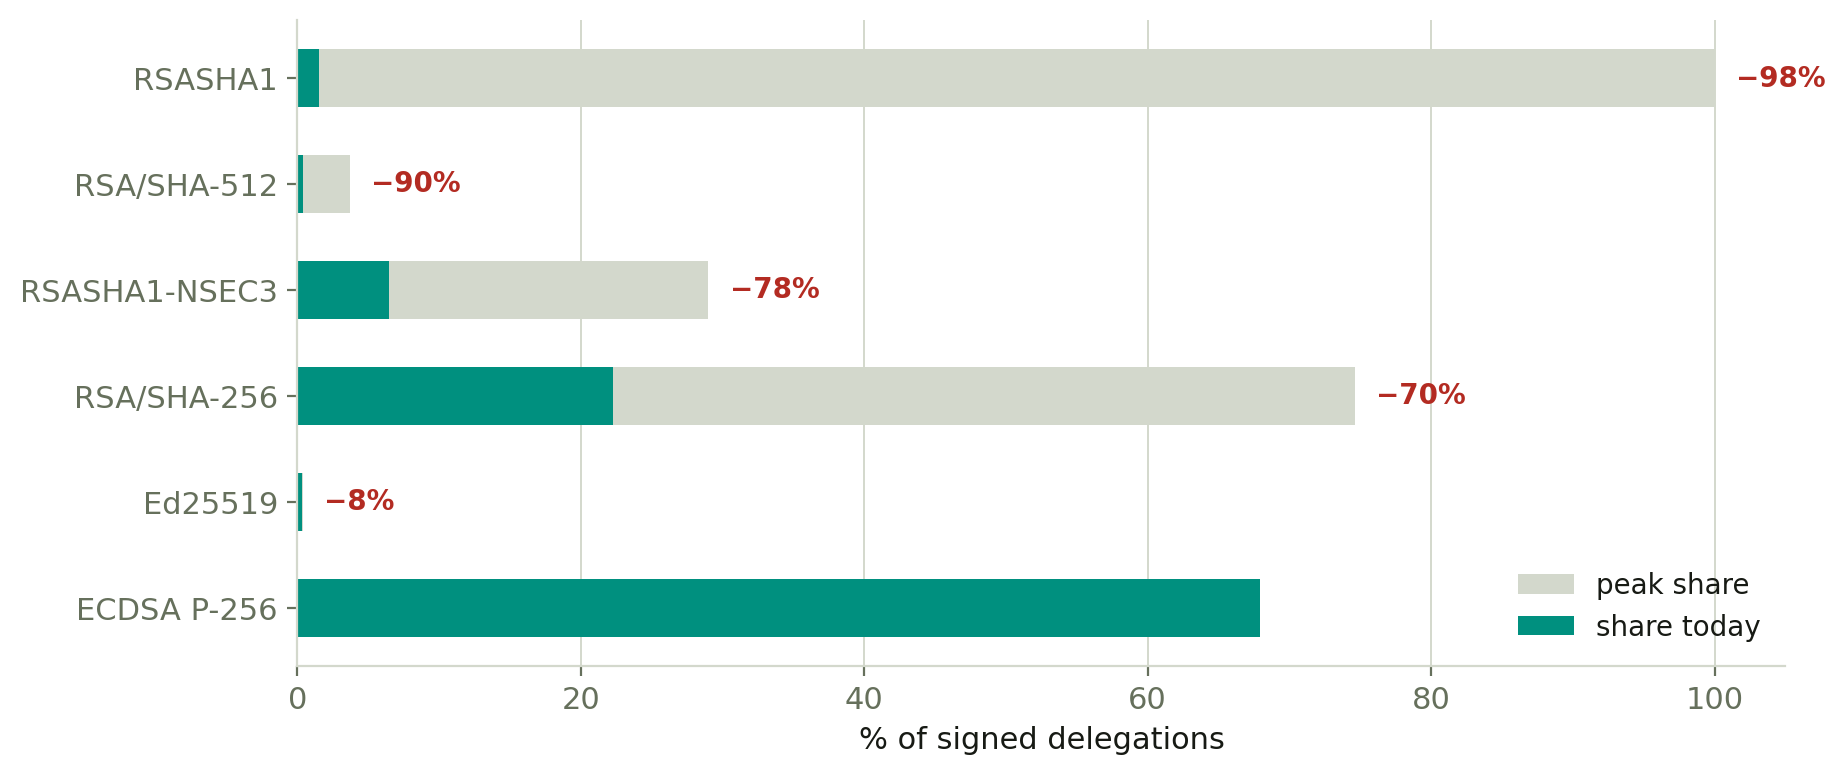 RSASHA1
−98%
RSA/SHA-512
−90%
RSASHA1-NSEC3
−78%
RSA/SHA-256
−70%
Ed25519
−8%
ECDSA P-256
peak share
share today
0 20 40 60 80 100
% of signed delegations